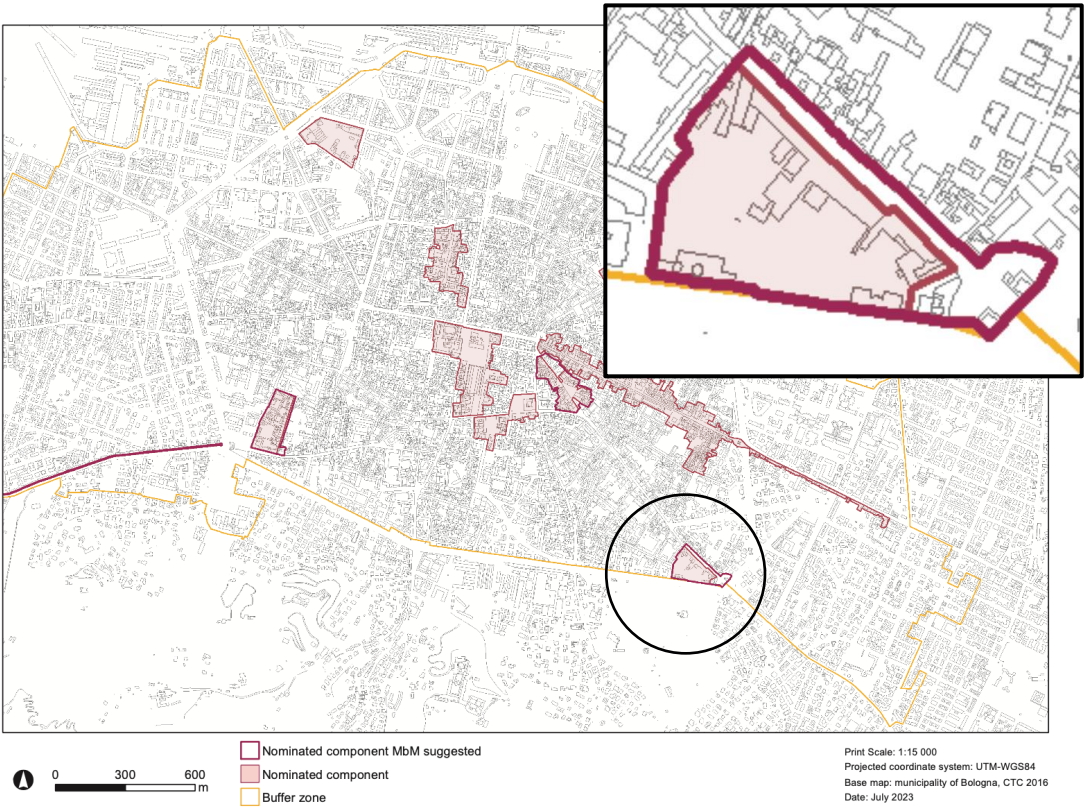 Nominated component MbM suggested
Nominated component
Buffer zone
0 300 600
m
Print Scale: 1:15 000
Projected coordinate system: UTM-WGS84
Base map: municipality of Bologna, CTC 2016
Date: July 2023